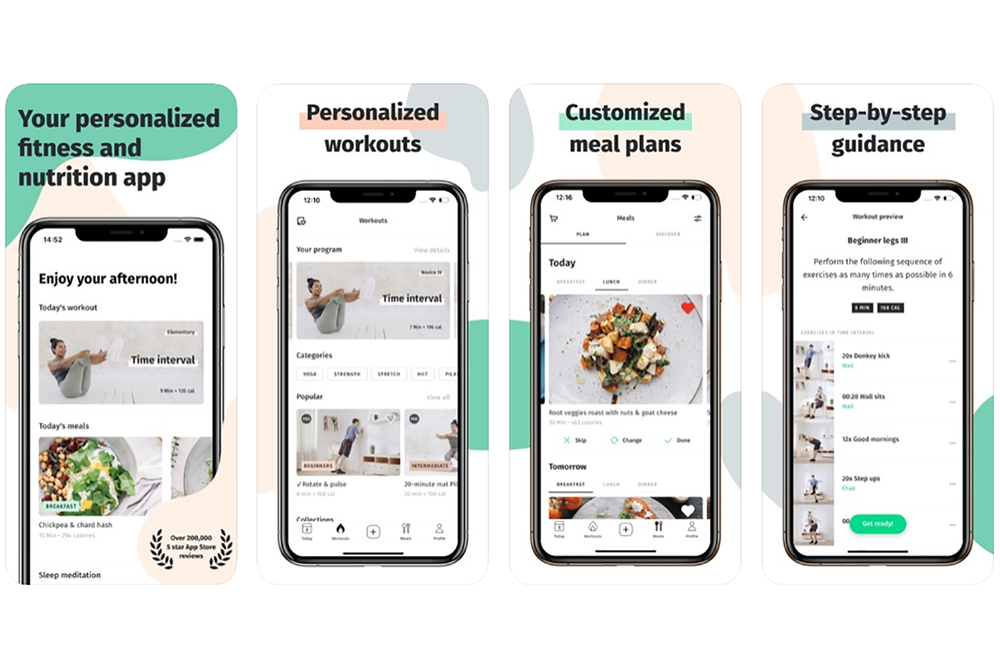 Your personalized
fitness and
nutrition app
14:52
Enjoy your afternoon!
Today's workout
Elementary
Time interval
9 Min • 135 cal
Today's meals
BREAKFAST
Chickpea & chard hash
15 Min • 294 calories
Over 200,000
5 star App Store
reviews
Sleep meditation
Personalized
workouts
12:10
Workouts
Your program
View details
Novice IV
Time interval
7 Min • 196 cal
Categories
YOGA
STRENGTH
STRETCH
HIIT
PILA
Popular
View all
PRO
PRO
BEGINNERS
INTERMEDIATE
✓ Rotate & pulse
20-minute mat Pil
8 min • 168 cal
Collections
Today
Workouts
Meals
Profile
Customized
meal plans
12:16
Meals
PLAN
DISCOVER
Today
BREAKFAST
LUNCH
DINNER
Root veggies roast with nuts & goat cheese
30 Min • 463 calories
Skip
Change
Done
Tomorrow
BREAKFAST
LUNCH
DINNER
Today
Workouts
Meals
Profile
Step-by-step
guidance
12:10
Workout preview
Beginner legs III
Perform the following sequence of
exercises as many times as possible in 6
minutes.
6 MIN
168 CAL
EXERCISES IN TIME INTERVAL
20x Donkey kick
Wall
00:20 Wall sits
Wall
12x Good mornings
20x Step ups
Chair
Get ready!